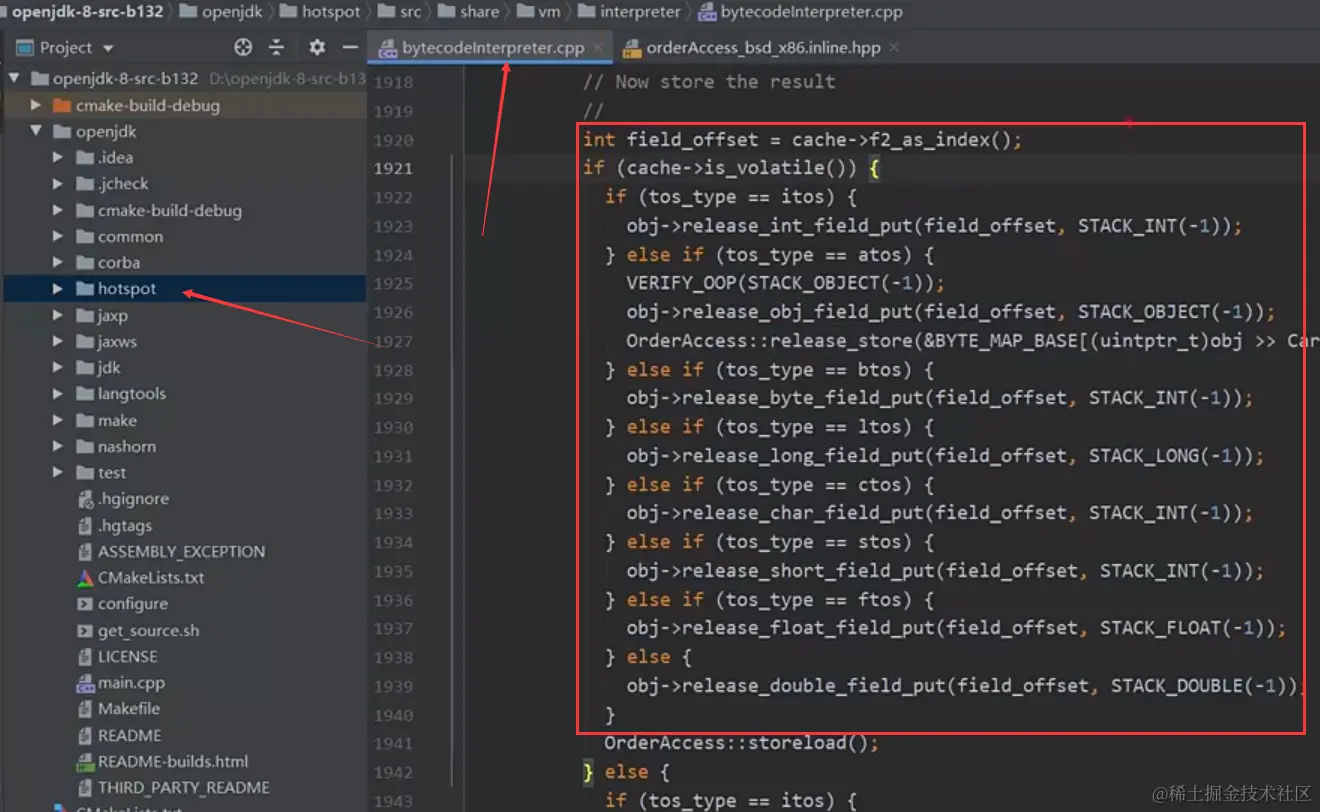 openjdk-8-src-b132 openjdk hotspot src share vm interpreter bytecodeInterpreter.cpp
Project
bytecodeInterpreter.cpp orderAccess_bsd_x86.inline.hpp
openjdk-8-src-b132 D:\openjdk-8-src-b13
cmake-build-debug
openjdk
.idea
.jcheck
cmake-build-debug
common
corba
hotspot
jaxp
jaxws
jdk
langtools
make
nashorn
test
.hgignore
.hgtags
ASSEMBLY_EXCEPTION
CMakeLists.txt
configure
get_source.sh
LICENSE
main.cpp
Makefile
README
README-builds.html
THIRD_PARTY_README
CMakeLists.txt
1918 // Now store the result
1919 //
1920 int field_offset = cache->f2_as_index();
1921 if (cache->is_volatile()) {
1922 if (tos_type == itos) {
1923 obj->release_int_field_put(field_offset, STACK_INT(-1));
1924 } else if (tos_type == atos) {
1925 VERIFY_OOP(STACK_OBJECT(-1));
1926 obj->release_obj_field_put(field_offset, STACK_OBJECT(-1));
1927 OrderAccess::release_store(&BYTE_MAP_BASE[(uintptr_t)obj >> Car
1928 } else if (tos_type == btos) {
1929 obj->release_byte_field_put(field_offset, STACK_INT(-1));
1930 } else if (tos_type == ltos) {
1931 obj->release_long_field_put(field_offset, STACK_LONG(-1));
1932 } else if (tos_type == ctos) {
1933 obj->release_char_field_put(field_offset, STACK_INT(-1));
1934 } else if (tos_type == stos) {
1935 obj->release_short_field_put(field_offset, STACK_INT(-1));
1936 } else if (tos_type == ftos) {
1937 obj->release_float_field_put(field_offset, STACK_FLOAT(-1));
1938 } else {
1939 obj->release_double_field_put(field_offset, STACK_DOUBLE(-1));
1940 }
1941 OrderAccess::storeload();
1942 } else {
1943 if (tos_type == itos) {
@稀土掘金技术社区